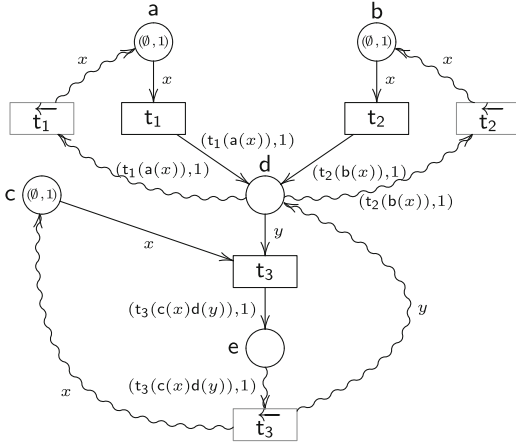 a
b
(∅,1)
(∅,1)
x
x
x
x
t₁
t₁
t₂
t₂
(t₁(a(x)),1)
d
(t₁(a(x)),1)
(t₂(b(x)),1)
(t₂(b(x)),1)
c
(∅,1)
y
x
t₃
(t₃(c(x)d(y)),1)
y
e
(t₃(c(x)d(y)),1)
x
t₃